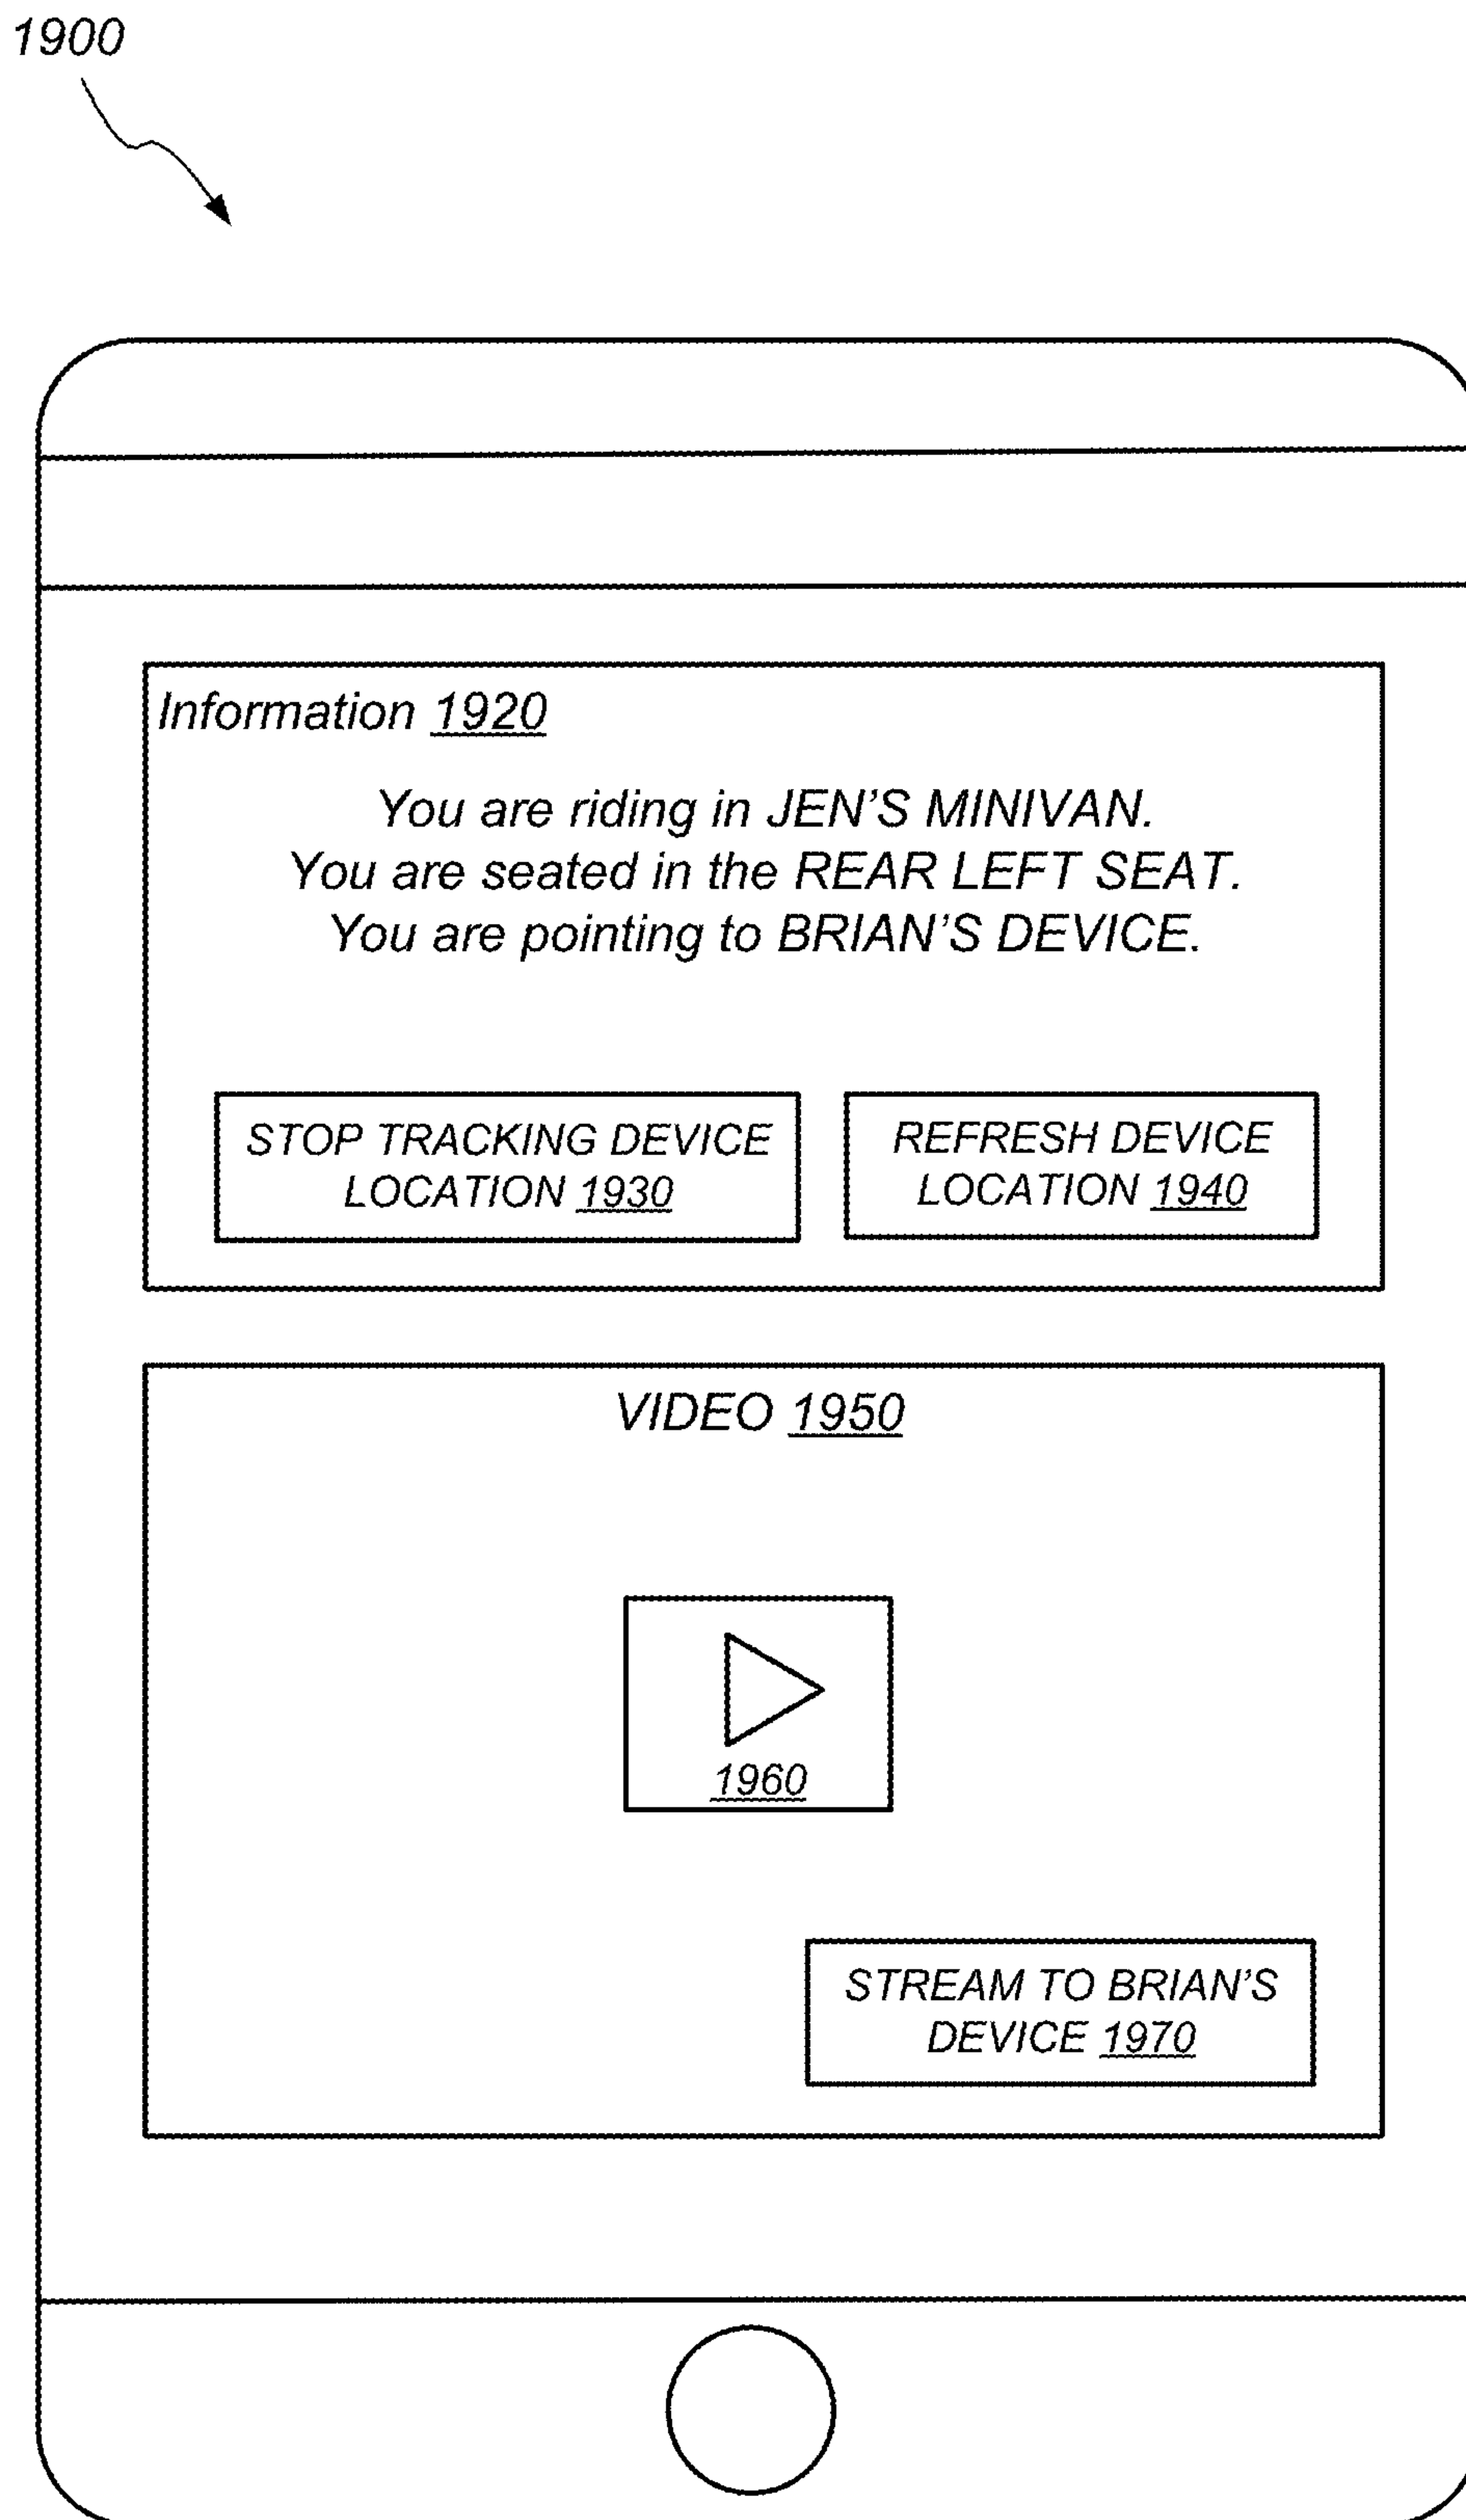 1900
Information 1920
You are riding in JEN'S MINIVAN.
You are seated in the REAR LEFT SEAT.
You are pointing to BRIAN'S DEVICE.
STOP TRACKING DEVICE
LOCATION 1930
REFRESH DEVICE
LOCATION 1940
VIDEO 1950
1960
STREAM TO BRIAN'S
DEVICE 1970